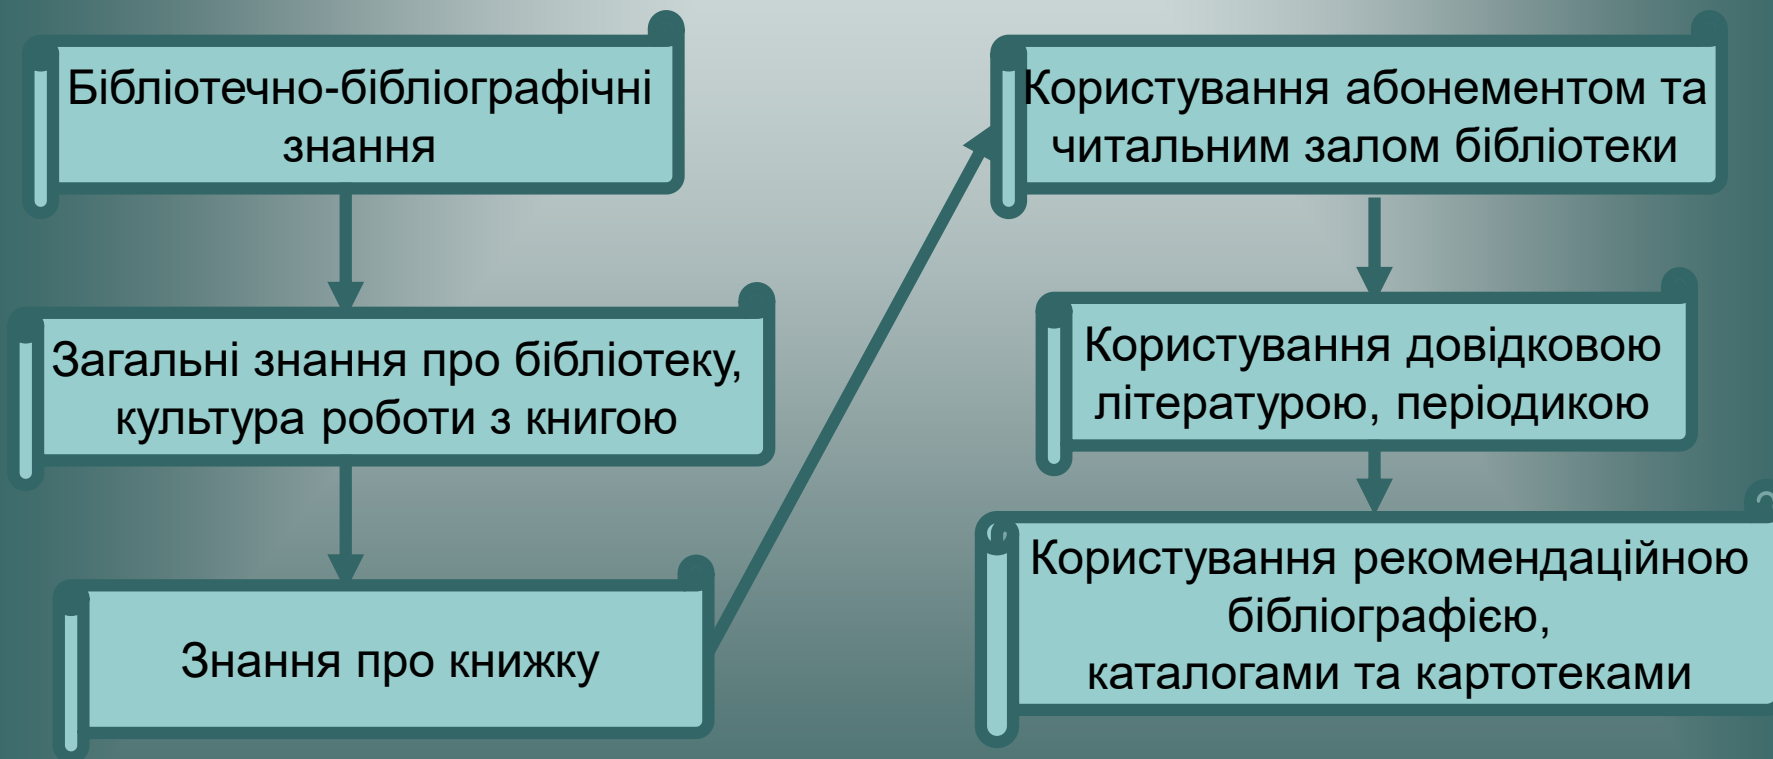 Бібліотечно-бібліографічні
знання
Загальні знання про бібліотеку,
культура роботи з книгою
Знання про книжку
Користування абонементом та
читальним залом бібліотеки
Користування довідковою
літературою, періодикою
Користування рекомендаційною
бібліографією,
каталогами та картотеками